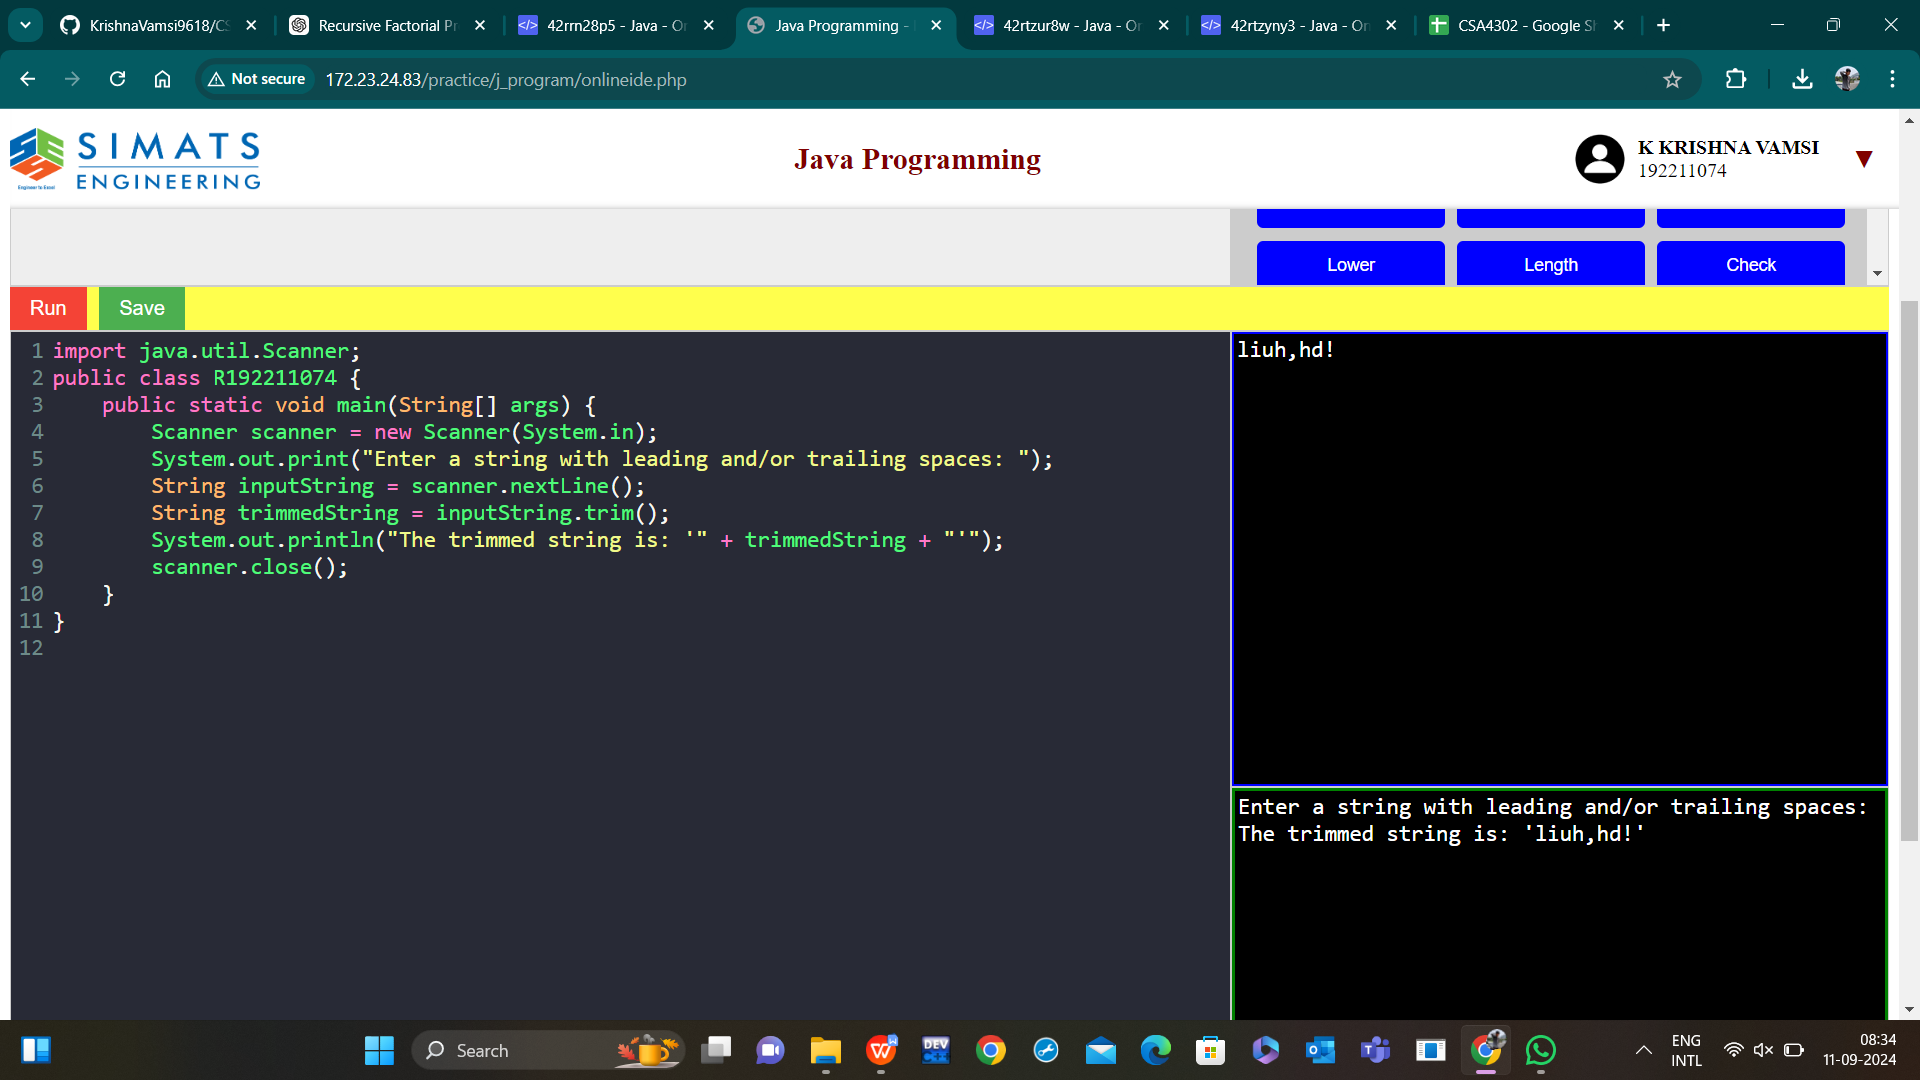 KrishnaVamsi9618/CS
Recursive Factorial Pr
42rrn28p5 - Java - Or
Java Programming -
42rtzur8w - Java - Or
42rtzyny3 - Java - On
CSA4302 - Google Sh
Not secure
172.23.24.83/practice/j_program/onlineide.php
SIMATS
ENGINEERING
Engineer to Excel
Java Programming
K KRISHNA VAMSI
192211074
Lower
Length
Check
Run
Save
1 import java.util.Scanner;
2 public class R192211074 {
3     public static void main(String[] args) {
4         Scanner scanner = new Scanner(System.in);
5         System.out.print("Enter a string with leading and/or trailing spaces: ");
6         String inputString = scanner.nextLine();
7         String trimmedString = inputString.trim();
8         System.out.println("The trimmed string is: '" + trimmedString + "'");
9         scanner.close();
10     }
11 }
12
liuh,hd!
Enter a string with leading and/or trailing spaces:
The trimmed string is: 'liuh,hd!'
Search
DEV
C++
ENG
INTL
08:34
11-09-2024